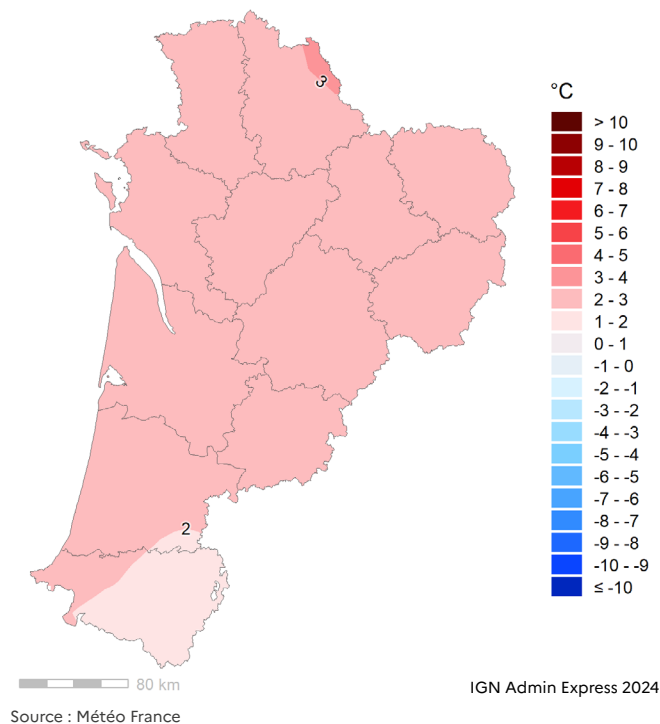 3
2
°C
> 10
9 - 10
8 - 9
7 - 8
6 - 7
5 - 6
4 - 5
3 - 4
2 - 3
1 - 2
0 - 1
-1 - 0
-2 - -1
-3 - -2
-4 - -3
-5 - -4
-6 - -5
-7 - -6
-8 - -7
-9 - -8
-10 - -9
≤ -10
80 km
IGN Admin Express 2024
Source : Météo France